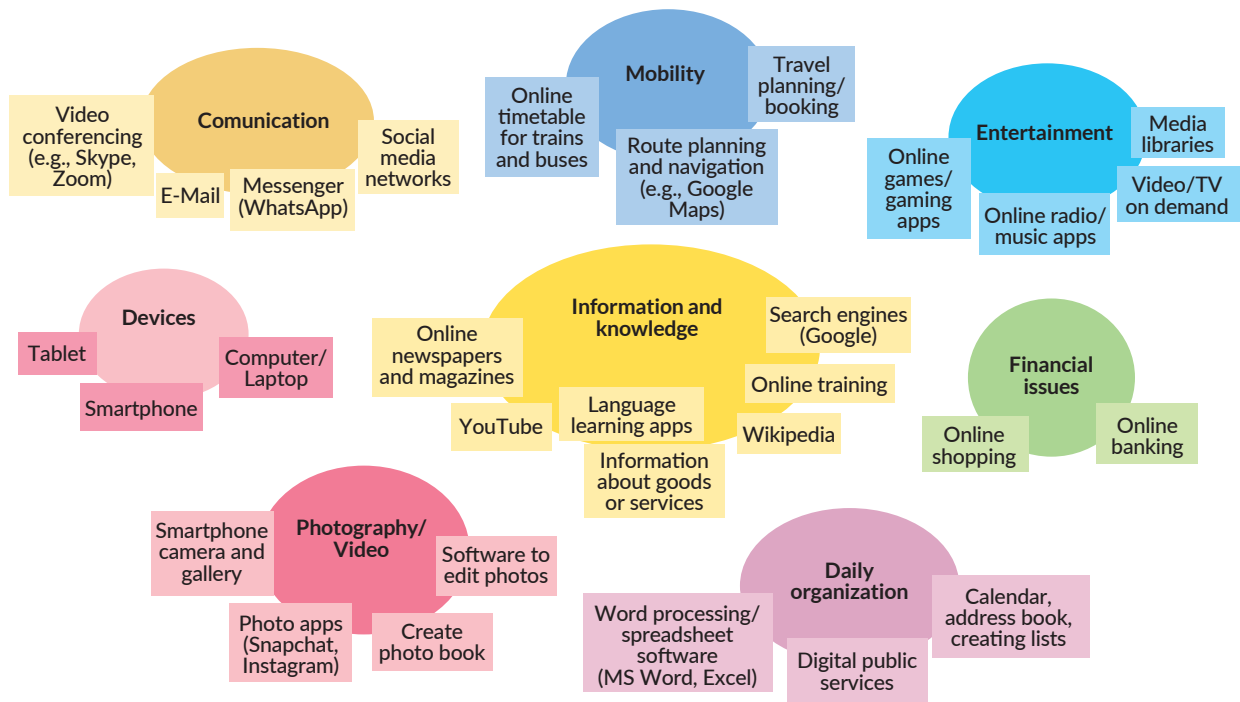 Comunication
Video
conferencing
(e.g., Skype,
Zoom)
E-Mail
Messenger
(WhatsApp)
Social
media
networks
Mobility
Online
timetable
for trains
and buses
Route planning
and navigation
(e.g., Google
Maps)
Travel
planning/
booking
Entertainment
Online
games/
gaming
apps
Online radio/
music apps
Video/TV
on demand
Media
libraries
Devices
Tablet
Smartphone
Computer/
Laptop
Information and
knowledge
Online
newspapers
and magazines
YouTube
Language
learning apps
Information
about goods
or services
Wikipedia
Online training
Search engines
(Google)
Financial
issues
Online
shopping
Online
banking
Photography/
Video
Smartphone
camera and
gallery
Photo apps
(Snapchat,
Instagram)
Create
photo book
Software to
edit photos
Daily
organization
Word processing/
spreadsheet
software
(MS Word, Excel)
Digital public
services
Calendar,
address book,
creating lists